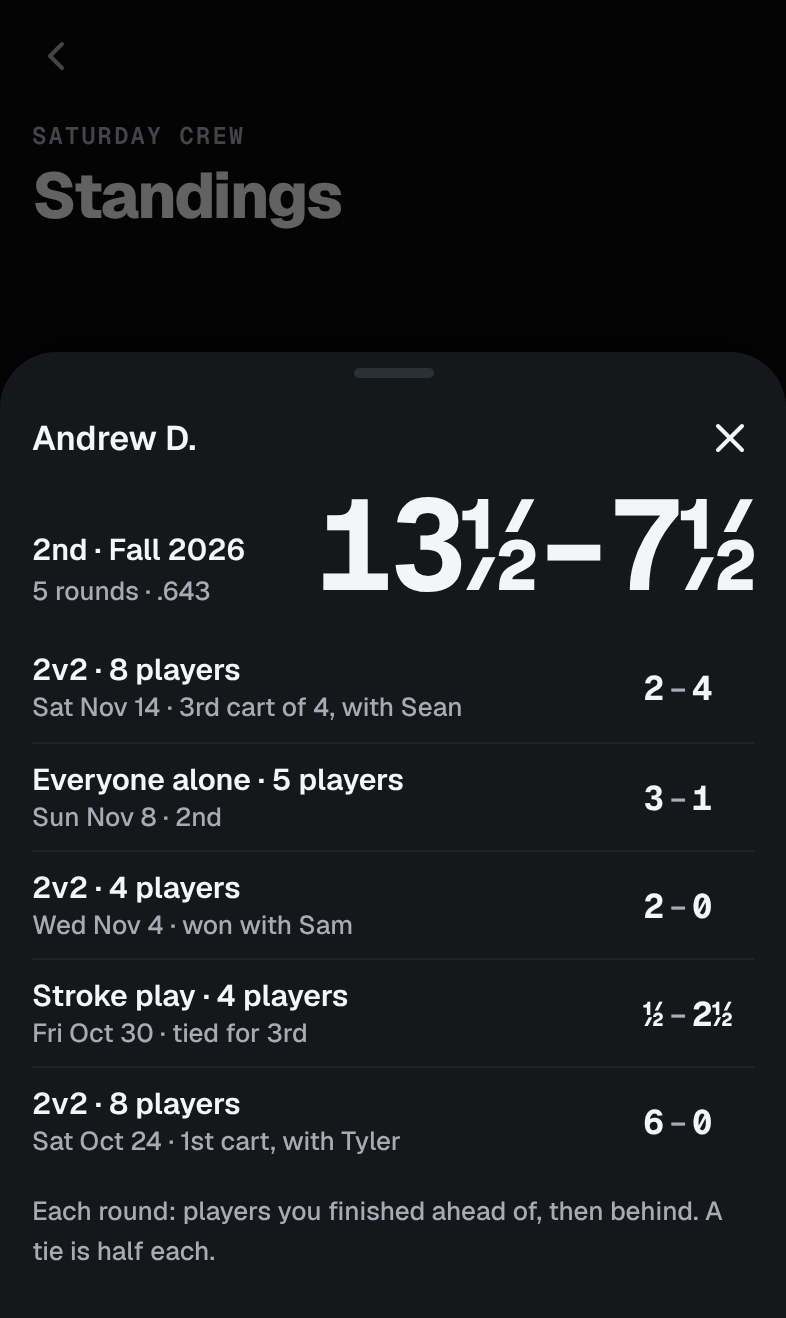 SATURDAY CREW
Standings
Andrew D.
13½–7½
2nd · Fall 2026
5 rounds · .643
2v2 · 8 players
2 – 4
Sat Nov 14 · 3rd cart of 4, with Sean
Everyone alone · 5 players
3 – 1
Sun Nov 8 · 2nd
2v2 · 4 players
2 – 0
Wed Nov 4 · won with Sam
Stroke play · 4 players
½ – 2½
Fri Oct 30 · tied for 3rd
2v2 · 8 players
6 – 0
Sat Oct 24 · 1st cart, with Tyler
Each round: players you finished ahead of, then behind. A
tie is half each.